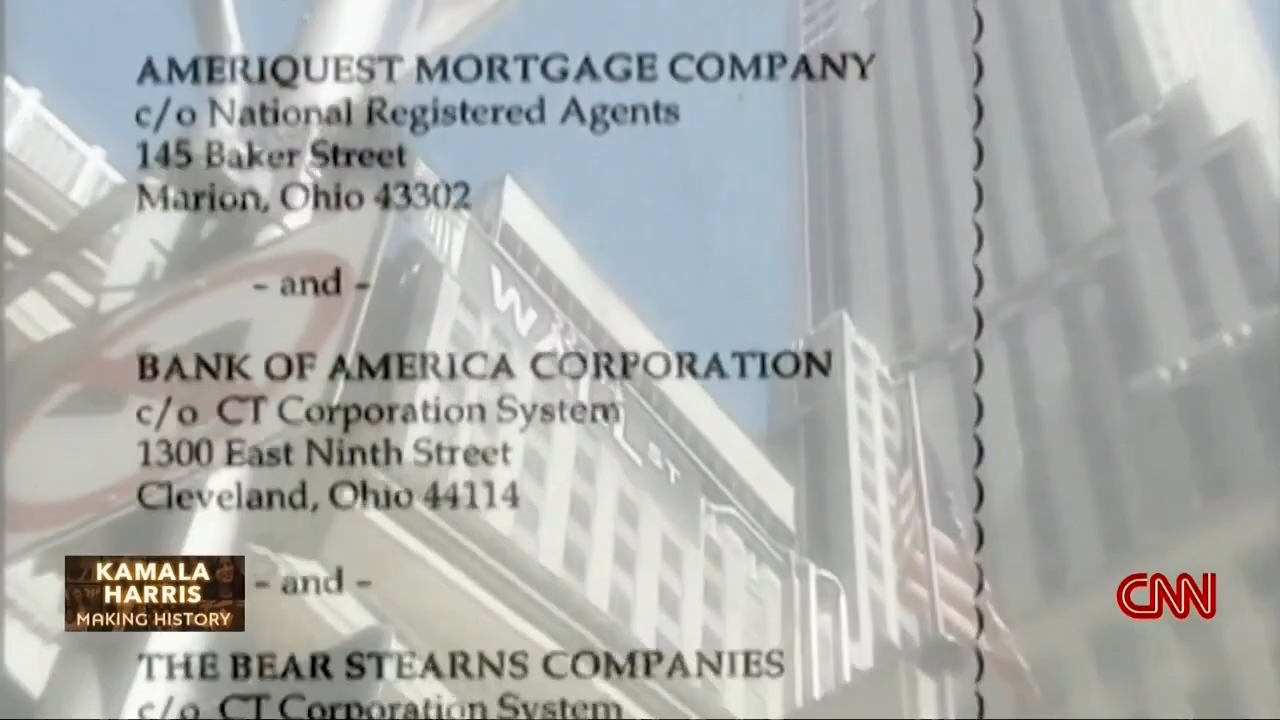 AMERIQUEST MORTGAGE COMPANY
c/o National Registered Agents
145 Baker Street
Marion, Ohio 43302
- and -
BANK OF AMERICA CORPORATION
c/o CT Corporation System
1300 East Ninth Street
Cleveland, Ohio 44114
- and -
THE BEAR STEARNS COMPANIES
c/o CT Corporation System
WALL ST
KAMALA
HARRIS
MAKING HISTORY
CNN